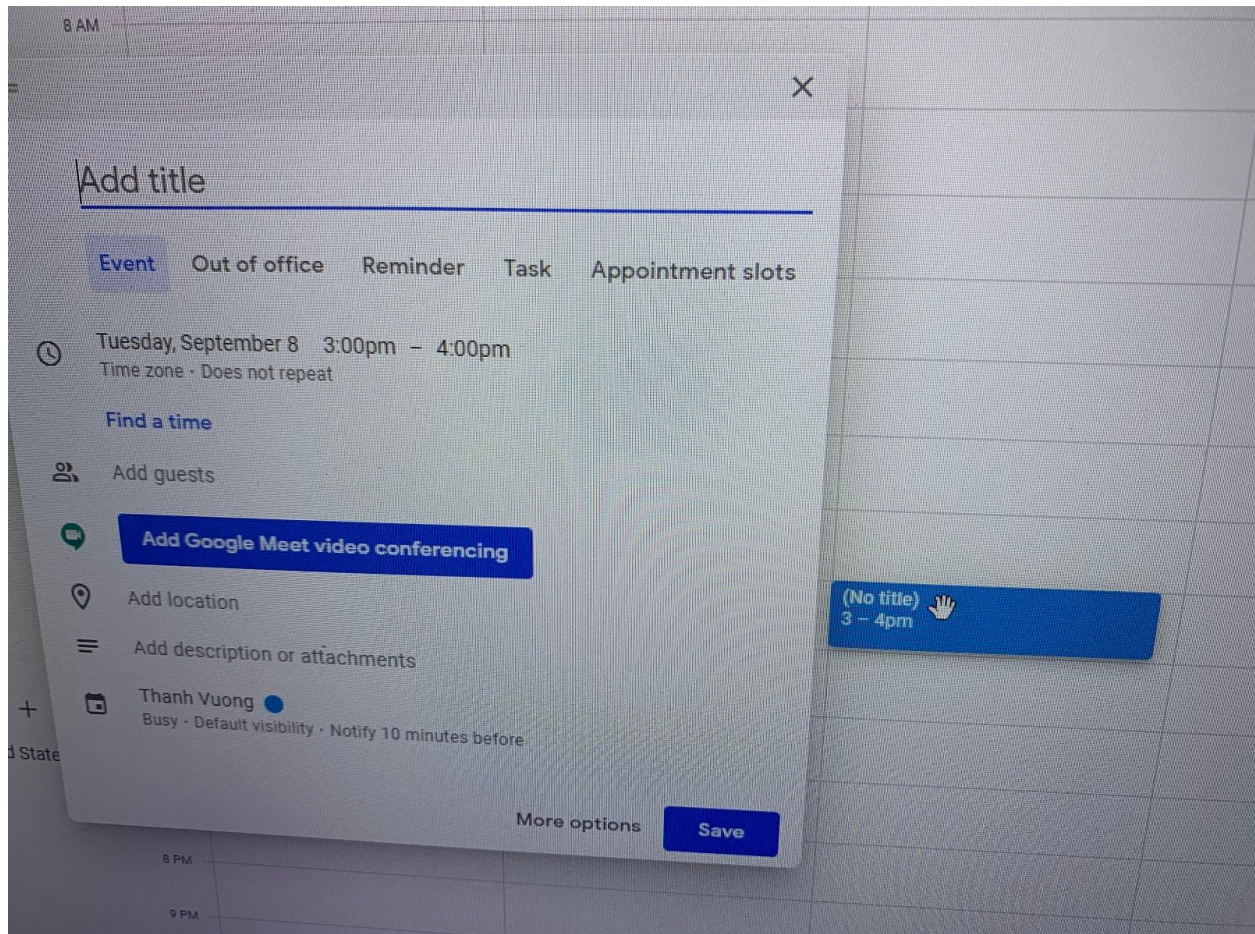 8 AM
Add title
Event Out of office Reminder Task Appointment slots
Tuesday, September 8 3:00pm – 4:00pm
Time zone · Does not repeat
Find a time
Add guests
Add Google Meet video conferencing
(No title)
3 – 4pm
Add location
Add description or attachments
Thanh Vuong
Busy · Default visibility · Notify 10 minutes before
State
More options Save
8 PM
9 PM